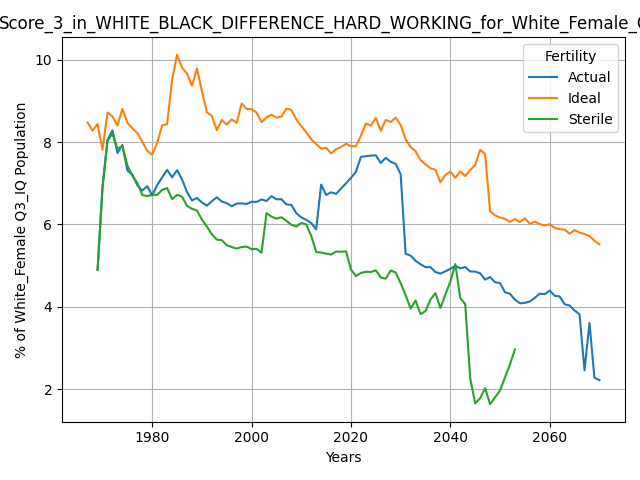 Score_3_in_WHITE_BLACK_DIFFERENCE_HARD_WORKING_for_White_Female_
Fertility
Actual
Ideal
Sterile
% of White_Female Q3_IQ Population
10
8
6
4
2
1980
2000
2020
2040
2060
Years